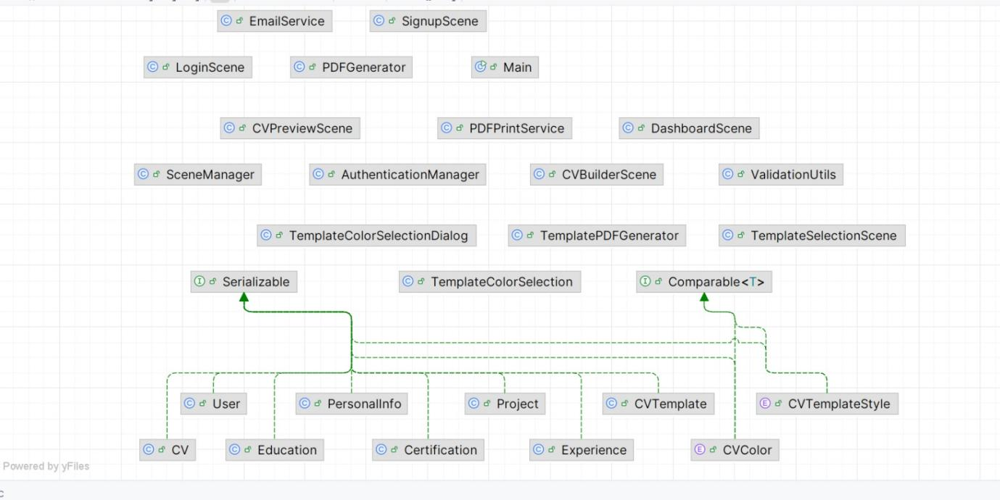 EmailService SignupScene
LoginScene PDFGenerator Main
CVPreviewScene PDFPrintService DashboardScene
SceneManager AuthenticationManager CVBuilderScene ValidationUtils
TemplateColorSelectionDialog TemplatePDFGenerator TemplateSelectionScene
I Serializable C TemplateColorSelection I Comparable<T>
C User C PersonalInfo C Project C CVTemplate E CVTemplateStyle
C CV C Education C Certification C Experience E CVColor
Powered by yFiles